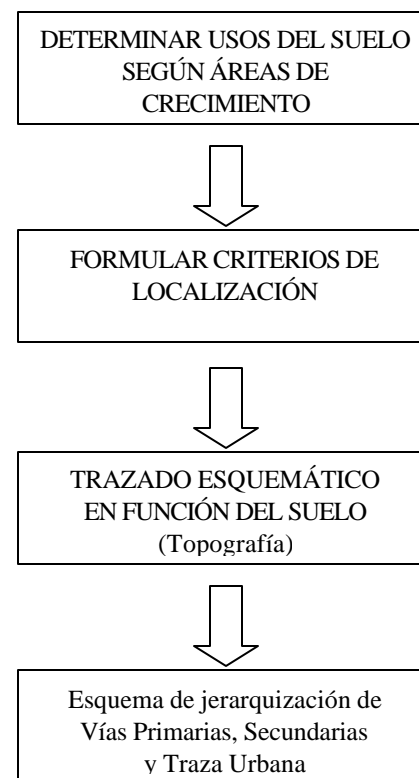 DETERMINAR USOS DEL SUELO
SEGÚN ÁREAS DE
CRECIMIENTO
FORMULAR CRITERIOS DE
LOCALIZACIÓN
TRAZADO ESQUEMÁTICO
EN FUNCIÓN DEL SUELO
(Topografía)
Esquema de jerarquización de
Vías Primarias, Secundarias
y Traza Urbana